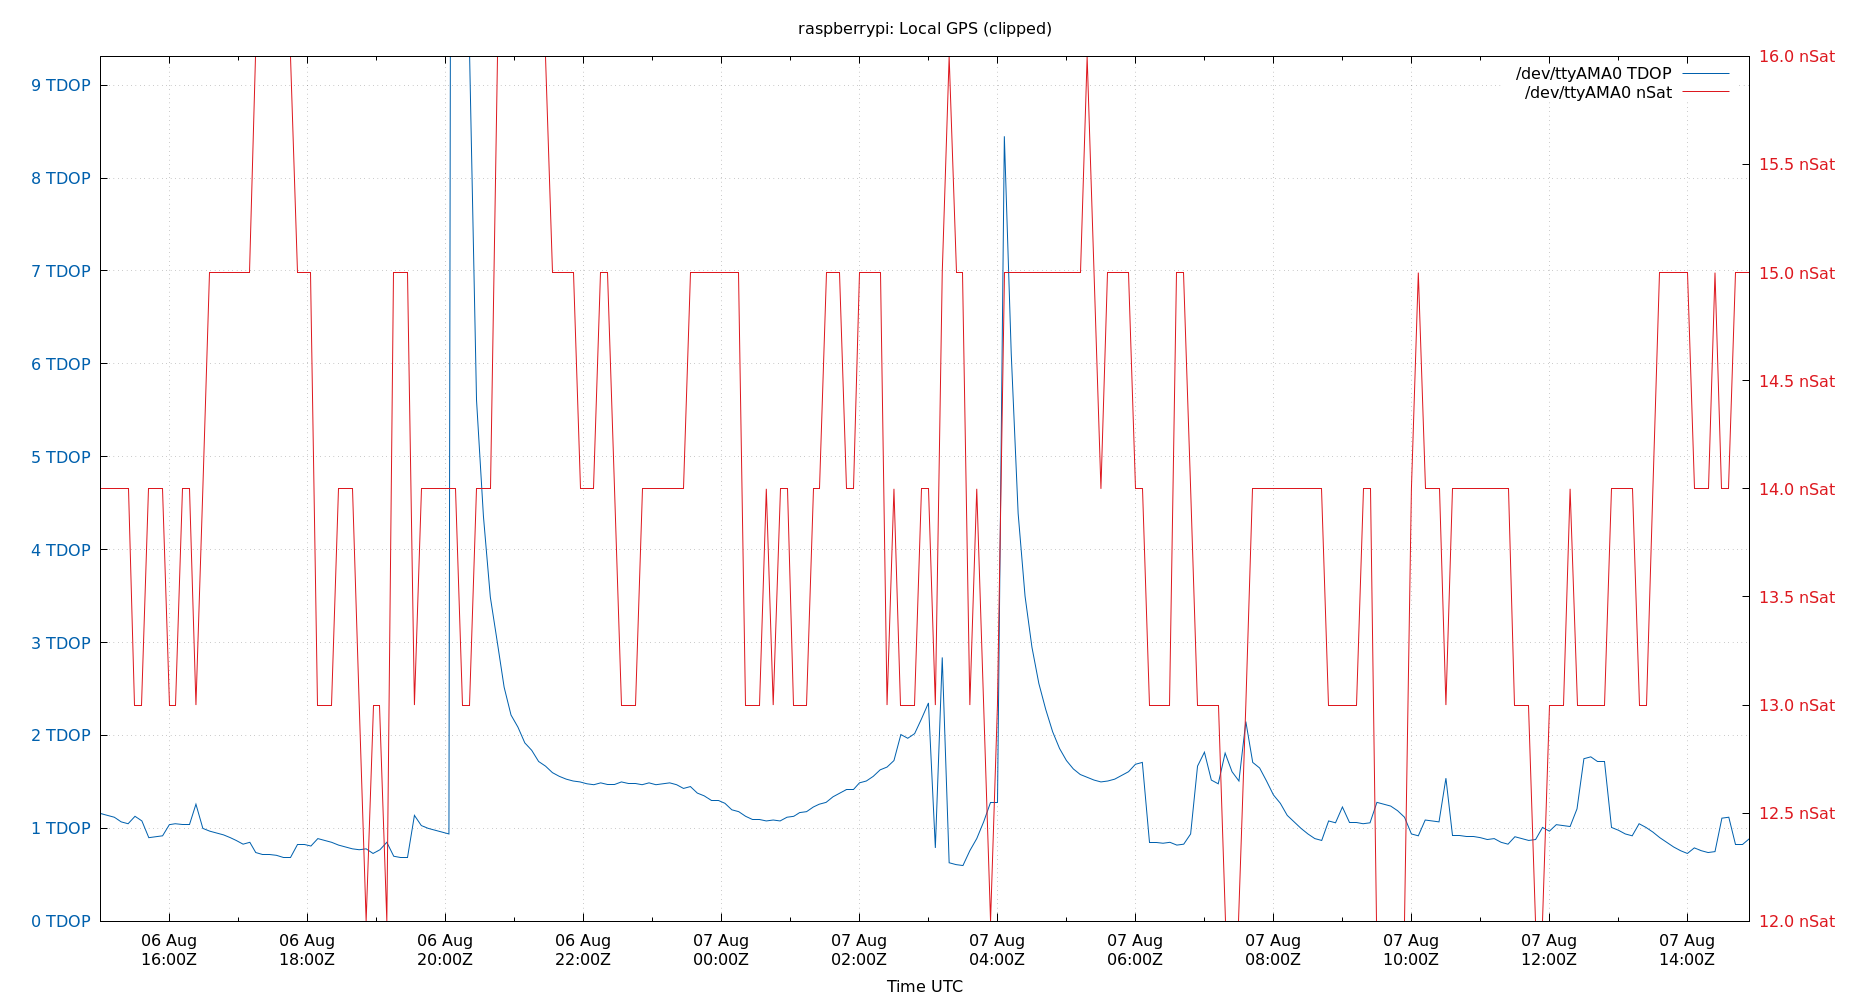 raspberrypi: Local GPS (clipped)
/dev/ttyAMA0 TDOP
/dev/ttyAMA0 nSat
9 TDOP
8 TDOP
7 TDOP
6 TDOP
5 TDOP
4 TDOP
3 TDOP
2 TDOP
1 TDOP
0 TDOP
16.0 nSat
15.5 nSat
15.0 nSat
14.5 nSat
14.0 nSat
13.5 nSat
13.0 nSat
12.5 nSat
12.0 nSat
06 Aug
16:00Z
06 Aug
18:00Z
06 Aug
20:00Z
06 Aug
22:00Z
07 Aug
00:00Z
07 Aug
02:00Z
07 Aug
04:00Z
07 Aug
06:00Z
07 Aug
08:00Z
07 Aug
10:00Z
07 Aug
12:00Z
07 Aug
14:00Z
Time UTC